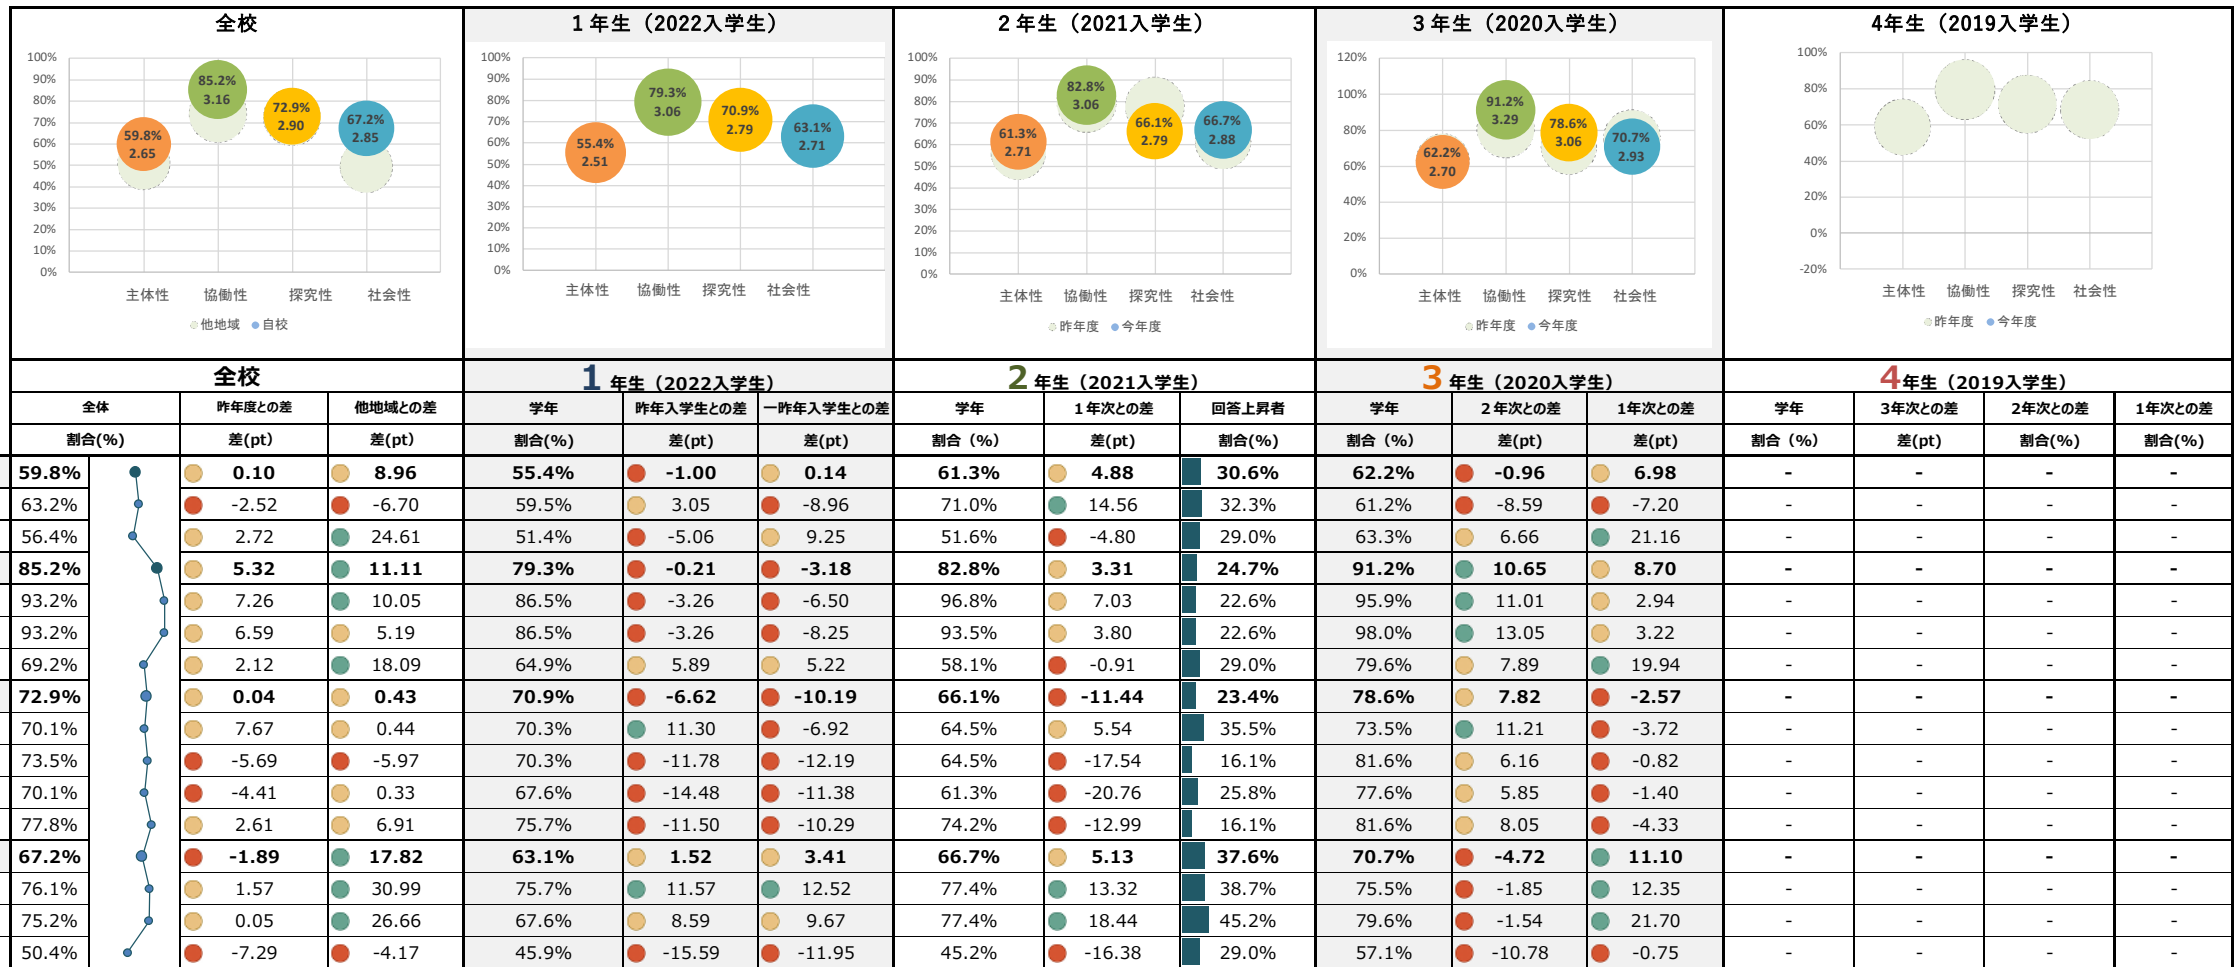 全校
100%
90%
80%
70%
60%
50%
40%
30%
20%
10%
0%
85.2%
3.16
72.9%
2.90
67.2%
2.85
59.8%
2.65
主体性 協働性 探究性 社会性
他地域 自校
1年生（2022入学生）
100%
90%
80%
70%
60%
50%
40%
30%
20%
10%
0%
79.3%
3.06
70.9%
2.79
63.1%
2.71
55.4%
2.51
主体性 協働性 探究性 社会性
2年生（2021入学生）
100%
90%
80%
70%
60%
50%
40%
30%
20%
10%
0%
82.8%
3.06
66.1%
2.79
66.7%
2.88
61.3%
2.71
主体性 協働性 探究性 社会性
昨年度 今年度
3年生（2020入学生）
120%
100%
80%
60%
40%
20%
0%
91.2%
3.29
78.6%
3.06
70.7%
2.93
62.2%
2.70
主体性 協働性 探究性 社会性
昨年度 今年度
4年生（2019入学生）
100%
80%
60%
40%
20%
0%
-20%
主体性 協働性 探究性 社会性
昨年度 今年度
全校 1 年生（2022入学生） 2 年生（2021入学生） 3 年生（2020入学生） 4年生（2019入学生）
全体 昨年度との差 他地域との差 学年 昨年入学生との差 一昨年入学生との差 学年 1年次との差 回答上昇者 学年 2年次との差 1年次との差 学年 3年次との差 2年次との差 1年次との差
割合(%) 差(pt) 差(pt) 割合(%) 差(pt) 差(pt) 割合（%） 差(pt) 割合(%) 割合（%） 差(pt) 差(pt) 割合（%） 差(pt) 割合(%) 割合(%)
59.8% 0.10 8.96 55.4% -1.00 0.14 61.3% 4.88 30.6% 62.2% -0.96 6.98 - - - -
63.2% -2.52 -6.70 59.5% 3.05 -8.96 71.0% 14.56 32.3% 61.2% -8.59 -7.20 - - - -
56.4% 2.72 24.61 51.4% -5.06 9.25 51.6% -4.80 29.0% 63.3% 6.66 21.16 - - - -
85.2% 5.32 11.11 79.3% -0.21 -3.18 82.8% 3.31 24.7% 91.2% 10.65 8.70 - - - -
93.2% 7.26 10.05 86.5% -3.26 -6.50 96.8% 7.03 22.6% 95.9% 11.01 2.94 - - - -
93.2% 6.59 5.19 86.5% -3.26 -8.25 93.5% 3.80 22.6% 98.0% 13.05 3.22 - - - -
69.2% 2.12 18.09 64.9% 5.89 5.22 58.1% -0.91 29.0% 79.6% 7.89 19.94 - - - -
72.9% 0.04 0.43 70.9% -6.62 -10.19 66.1% -11.44 23.4% 78.6% 7.82 -2.57 - - - -
70.1% 7.67 0.44 70.3% 11.30 -6.92 64.5% 5.54 35.5% 73.5% 11.21 -3.72 - - - -
73.5% -5.69 -5.97 70.3% -11.78 -12.19 64.5% -17.54 16.1% 81.6% 6.16 -0.82 - - - -
70.1% -4.41 0.33 67.6% -14.48 -11.38 61.3% -20.76 25.8% 77.6% 5.85 -1.40 - - - -
77.8% 2.61 6.91 75.7% -11.50 -10.29 74.2% -12.99 16.1% 81.6% 8.05 -4.33 - - - -
67.2% -1.89 17.82 63.1% 1.52 3.41 66.7% 5.13 37.6% 70.7% -4.72 11.10 - - - -
76.1% 1.57 30.99 75.7% 11.57 12.52 77.4% 13.32 38.7% 75.5% -1.85 12.35 - - - -
75.2% 0.05 26.66 67.6% 8.59 9.67 77.4% 18.44 45.2% 79.6% -1.54 21.70 - - - -
50.4% -7.29 -4.17 45.9% -15.59 -11.95 45.2% -16.38 29.0% 57.1% -10.78 -0.75 - - - -